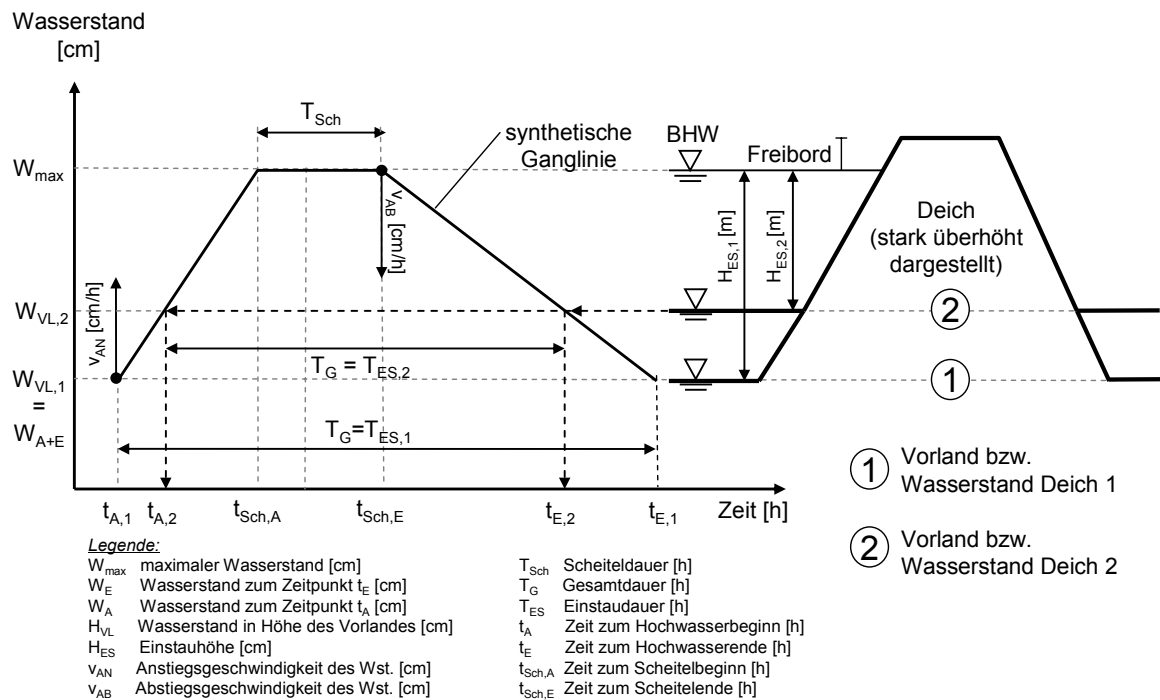 Wasserstand
[cm]
T_Sch
synthetische
Ganglinie
BHW
Freibord
W_max
v_AB [cm/h]
H_ES,1 [m]
H_ES,2 [m]
Deich
(stark überhöht
dargestellt)
v_AN [cm/h]
W_VL,2
2
T_G = T_ES,2
W_VL,1
=
W_A+E
1
T_G=T_ES,1
t_A,1
t_A,2
t_Sch,A
t_Sch,E
t_E,2
t_E,1
Zeit [h]
1 Vorland bzw.
Wasserstand Deich 1
2 Vorland bzw.
Wasserstand Deich 2
Legende:
W_max maximaler Wasserstand [cm]
W_E Wasserstand zum Zeitpunkt t_E [cm]
W_A Wasserstand zum Zeitpunkt t_A [cm]
H_VL Wasserstand in Höhe des Vorlandes [cm]
H_ES Einstauhöhe [cm]
v_AN Anstiegsgeschwindigkeit des Wst. [cm]
v_AB Abstiegsgeschwindigkeit des Wst. [cm]
T_Sch Scheiteldauer [h]
T_G Gesamtdauer [h]
T_ES Einstaudauer [h]
t_A Zeit zum Hochwasserbeginn [h]
t_E Zeit zum Hochwasserende [h]
t_Sch,A Zeit zum Scheitelbeginn [h]
t_Sch,E Zeit zum Scheitelende [h]